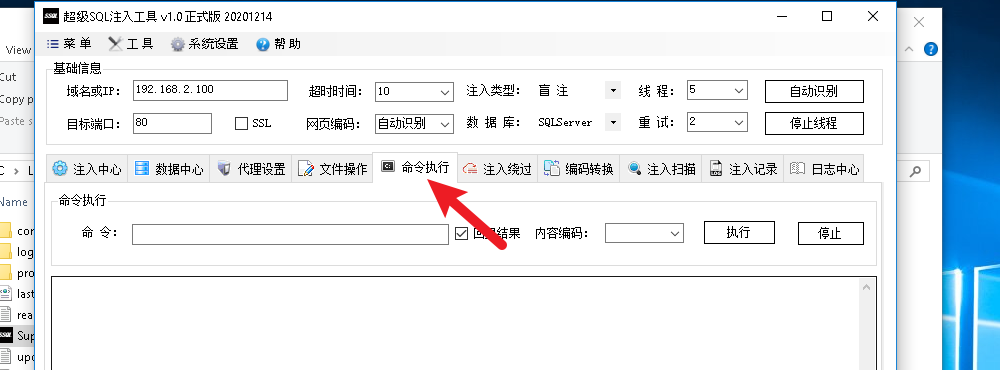 SSQL 超级SQL注入工具 v1.0 正式版 20201214
菜 单 工 具 系统设置 帮 助
View
基础信息
Cut
域名或IP: 192.168.2.100 超时时间: 10 注入类型: 盲 注 线 程: 5 自动识别
Copy p
目标端口: 80 SSL 网页编码: 自动识别 数 据 库: SQLServer 重 试: 2 停止线程
Paste s
注入中心 数据中心 代理设置 文件操作 命令执行 注入绕过 编码转换 注入扫描 注入记录 日志中心
C > L
Name
命令执行
con
命 令: 结果 内容编码: 执行 停止
log
pro
last
rea
SSQL Sup
upd